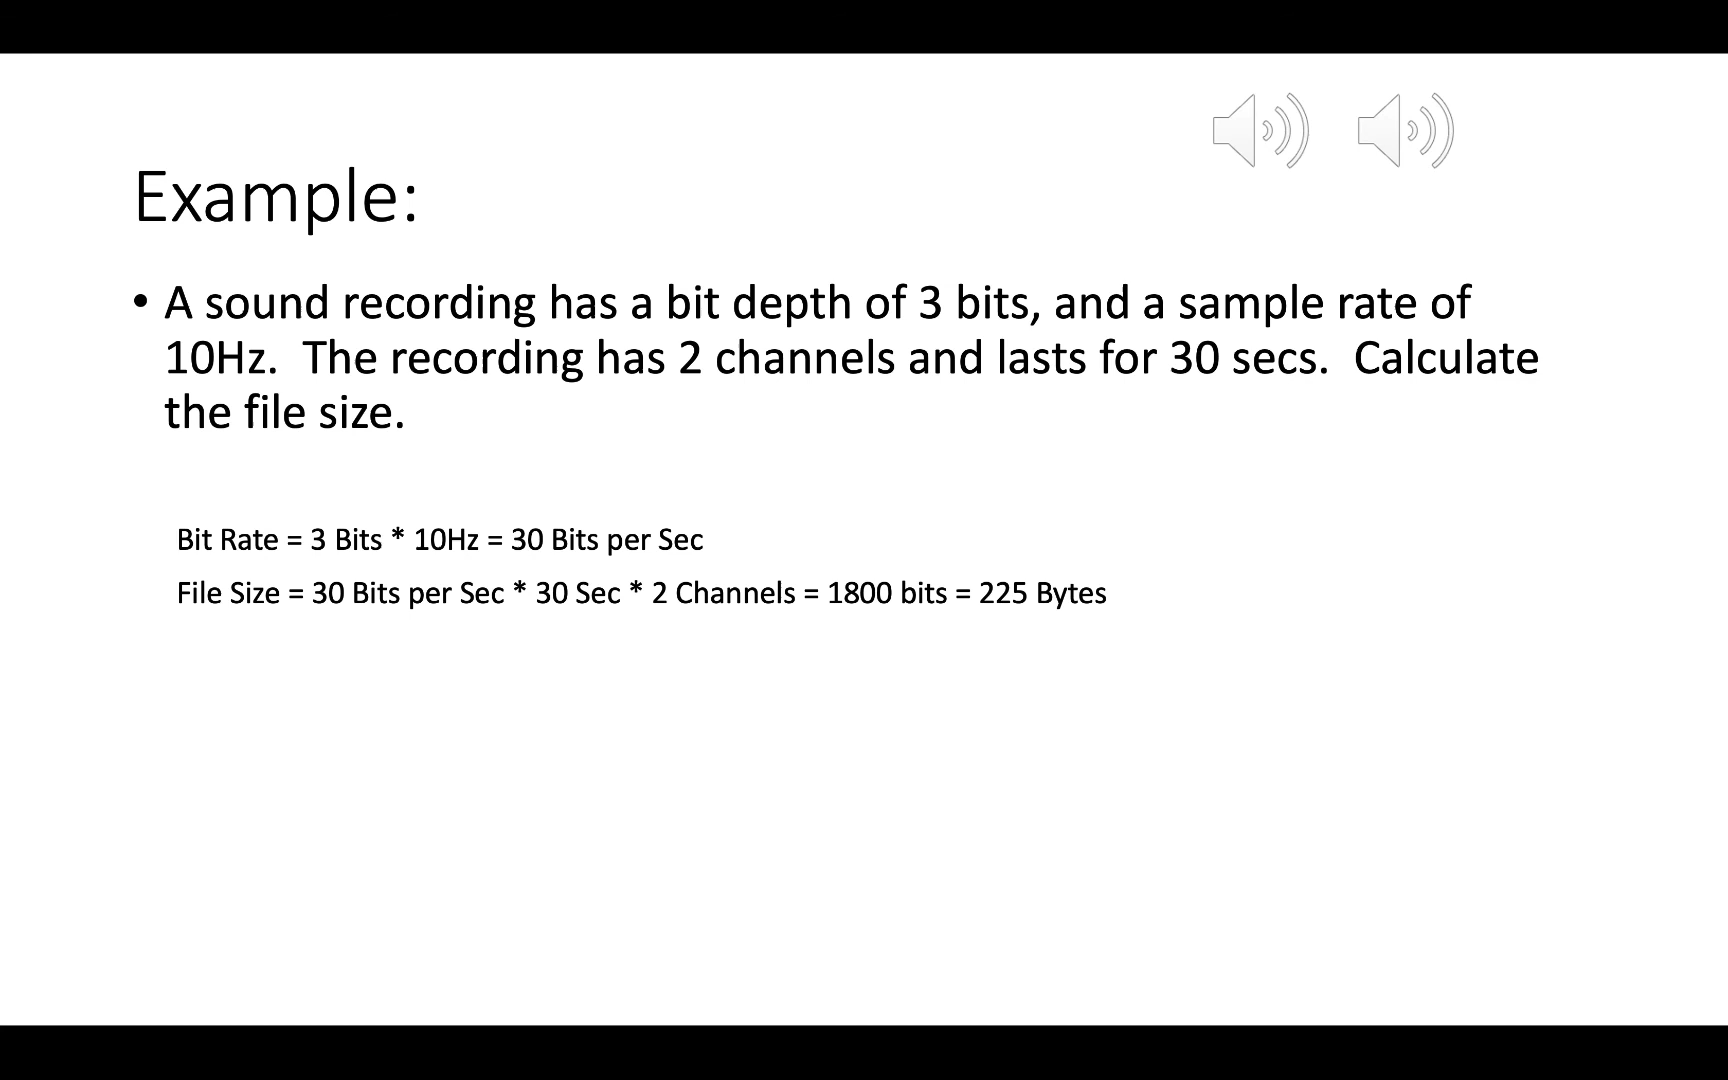 Example:
• A sound recording has a bit depth of 3 bits, and a sample rate of
10Hz.  The recording has 2 channels and lasts for 30 secs.  Calculate
the file size.
Bit Rate = 3 Bits * 10Hz = 30 Bits per Sec
File Size = 30 Bits per Sec * 30 Sec * 2 Channels = 1800 bits = 225 Bytes